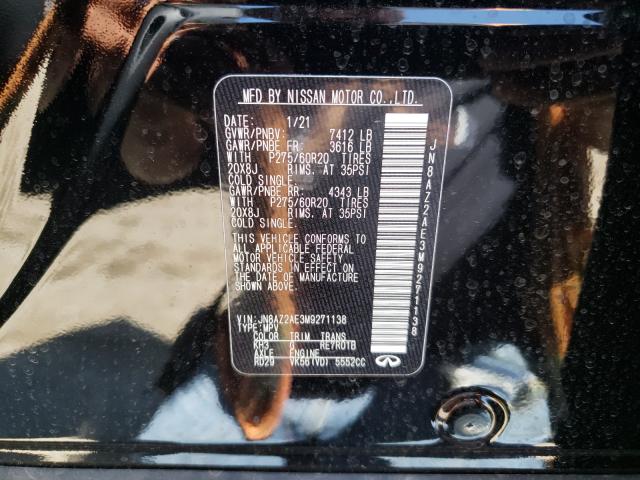 MFD BY NISSAN MOTOR CO.,LTD.
DATE: 1/21
GVWR/PNBV: 7412 LB
GAWR/PNBE FR: 3616 LB
WITH P275/60R20 TIRES
20X8J RIMS. AT 35PSI
COLD SINGLE.
GAWR/PNBE RR: 4343 LB
WITH P275/60R20 TIRES
20X8J RIMS. AT 35PSI
COLD SINGLE.
THIS VEHICLE CONFORMS TO
ALL APPLICABLE FEDERAL
MOTOR VEHICLE SAFETY
STANDARDS IN EFFECT ON
THE DATE OF MANUFACTURE
SHOWN ABOVE.
VIN:JN8AZ2AE3M9271138
TYPE:MPV
COLOR TRIM TRANS
KH3 G RE7R01B
AXLE ENGINE
RD29 VK56(VD) 5552CC
JN8AZ2AE3M9271138